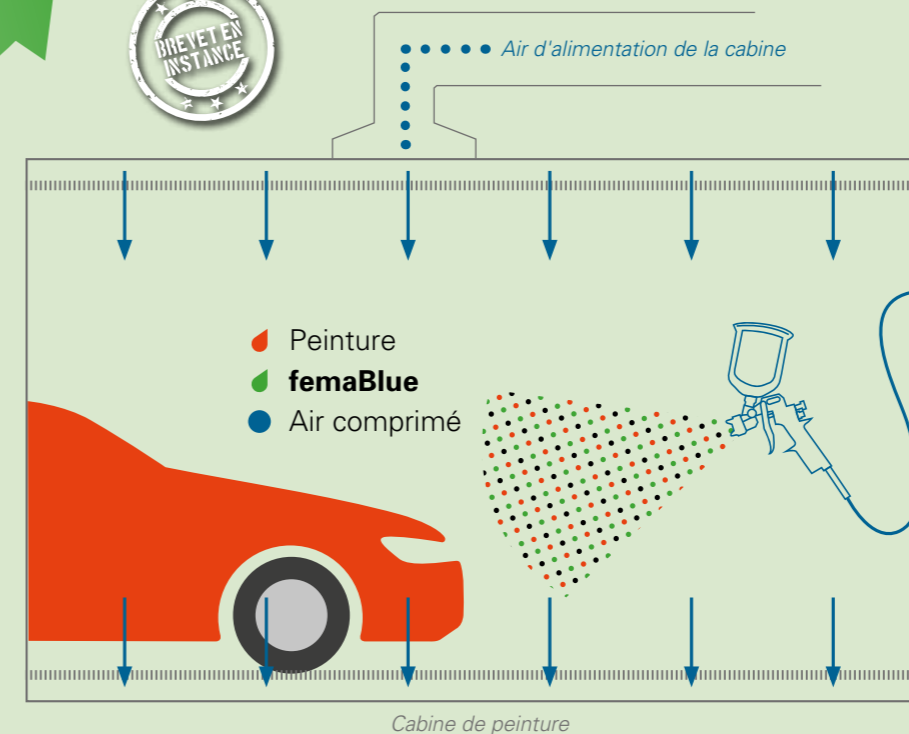 BREVET EN
INSTANCE
Air d'alimentation de la cabine
Peinture
femaBlue
Air comprimé
Cabine de peinture